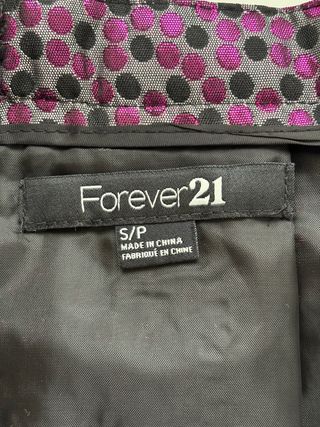 Forever21
S/P
MADE IN CHINA
FABRIQUÉ EN CHINE